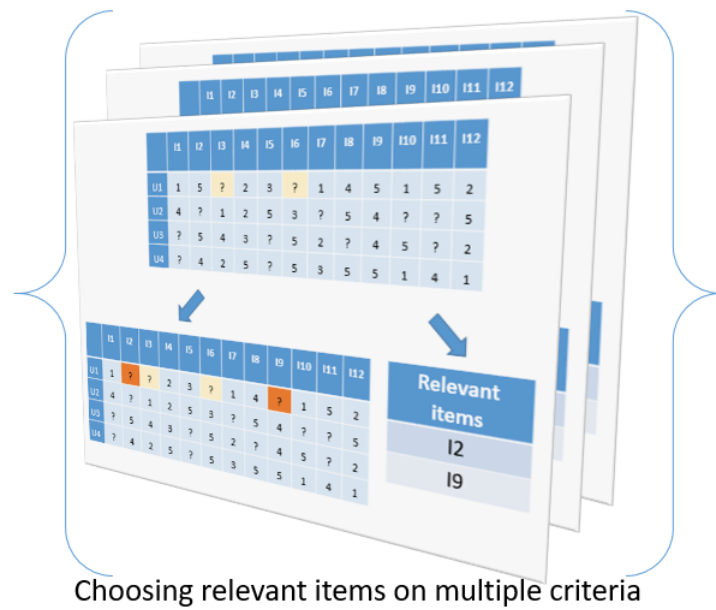 I1 I2 I3 I4 I5 I6 I7 I8 I9 I10 I11 I12
I1 I2 I3 I4 I5 I6 I7 I8 I9 I10 I11 I12
U1 1 5 ? 2 3 ? 1 4 5 1 5 2
U2 4 ? 1 2 5 3 ? 5 4 ? ? 5
U3 ? 5 4 3 ? 5 2 ? 4 5 ? 2
U4 ? 4 2 5 ? 5 3 5 5 1 4 1
I1 I2 I3 I4 I5 I6 I7 I8 I9 I10 I11 I12
U1 1 ? ? 2 3 ? 1 4 ? 1 5 2
U2 4 ? 1 2 5 3 ? 5 4 ? ? 5
U3 ? 5 4 3 ? 5 2 ? 4 5 ? 2
U4 ? 4 2 5 ? 5 3 5 5 1 4 1
Relevant
items
I2
I9
Choosing relevant items on multiple criteria